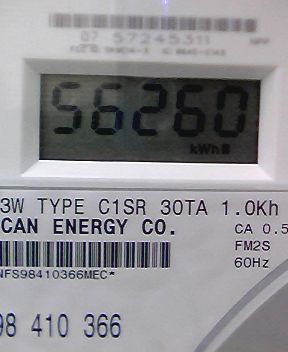 07 57245311
56260
kWh
3W TYPE C1SR 30TA 1.0Kh
CAN ENERGY CO.
CA 0.5
FM2S
60Hz
NFS98410366MEC*
98 410 366